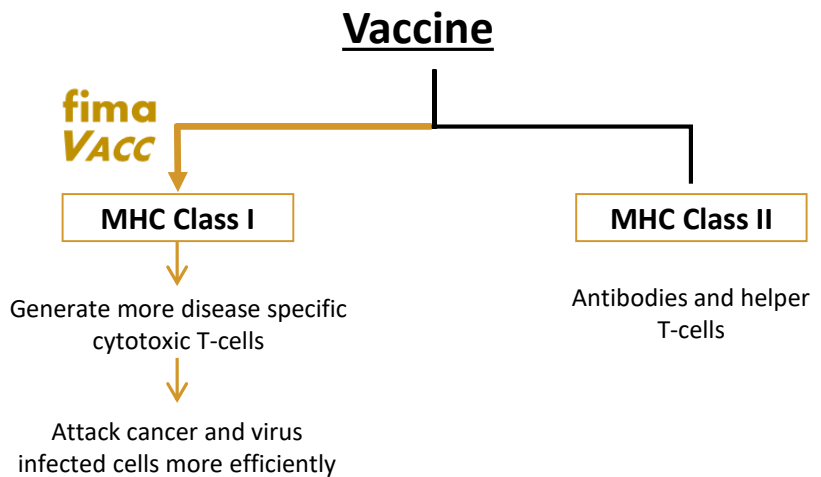 Vaccine
fima
VACC
MHC Class I
MHC Class II
Generate more disease specific
cytotoxic T-cells
Antibodies and helper
T-cells
Attack cancer and virus
infected cells more efficiently